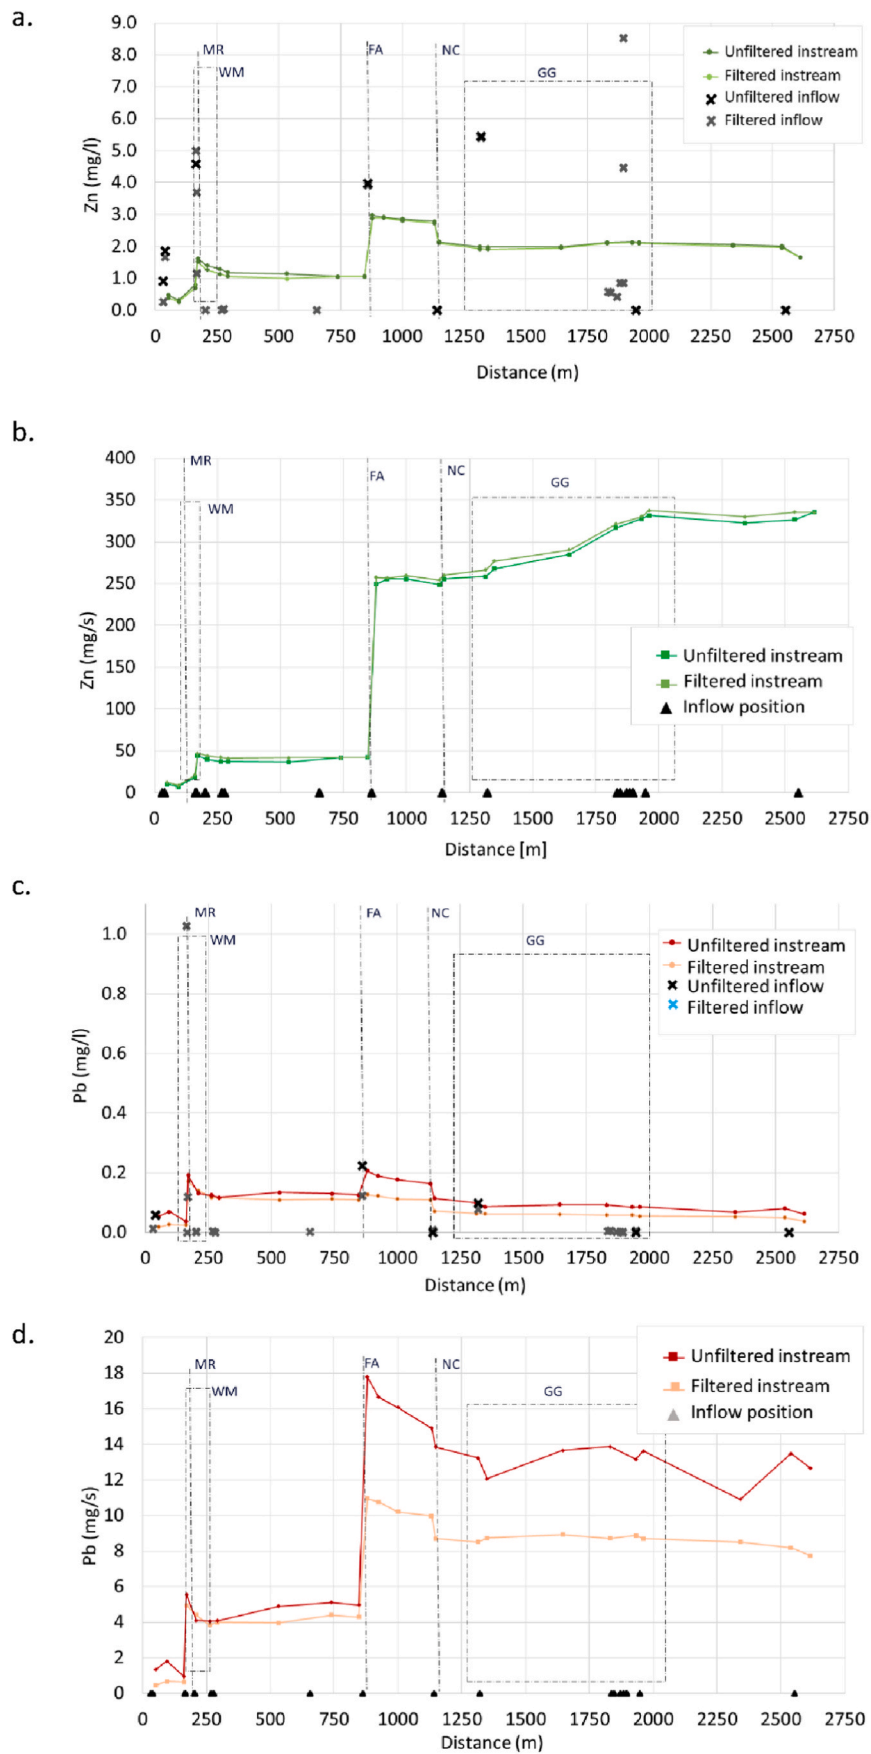 a.
9.0
8.0
7.0
6.0
5.0
4.0
3.0
2.0
1.0
0.0
Zn (mg/l)
MR
WM
FA
NC
GG
Unfiltered instream
Filtered instream
Unfiltered inflow
Filtered inflow
0 250 500 750 1000 1250 1500 1750 2000 2250 2500 2750
Distance (m)
b.
400
350
300
250
200
150
100
50
0
Zn (mg/s)
MR
WM
FA
NC
GG
Unfiltered instream
Filtered instream
Inflow position
0 250 500 750 1000 1250 1500 1750 2000 2250 2500 2750
Distance [m]
c.
1.0
0.8
0.6
0.4
0.2
0.0
Pb (mg/l)
MR
WM
FA
NC
GG
Unfiltered instream
Filtered instream
Unfiltered inflow
Filtered inflow
0 250 500 750 1000 1250 1500 1750 2000 2250 2500 2750
Distance (m)
d.
20
18
16
14
12
10
8
6
4
2
0
Pb (mg/s)
MR
WM
FA
NC
GG
Unfiltered instream
Filtered instream
Inflow position
0 250 500 750 1000 1250 1500 1750 2000 2250 2500 2750
Distance (m)